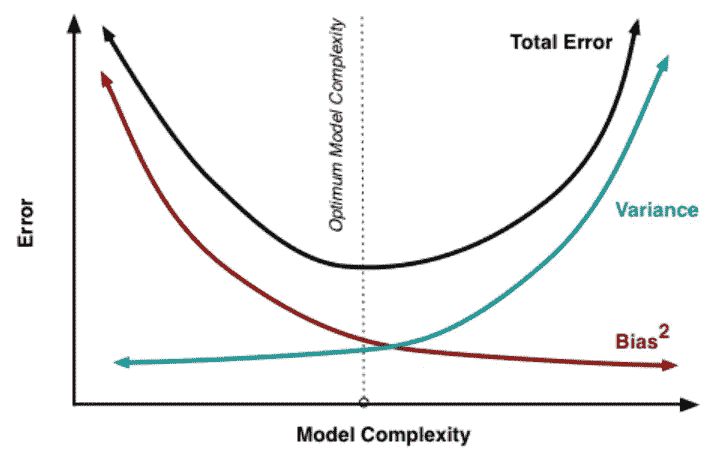 Total Error
Optimum Model Complexity
Variance
Error
Bias²
Model Complexity